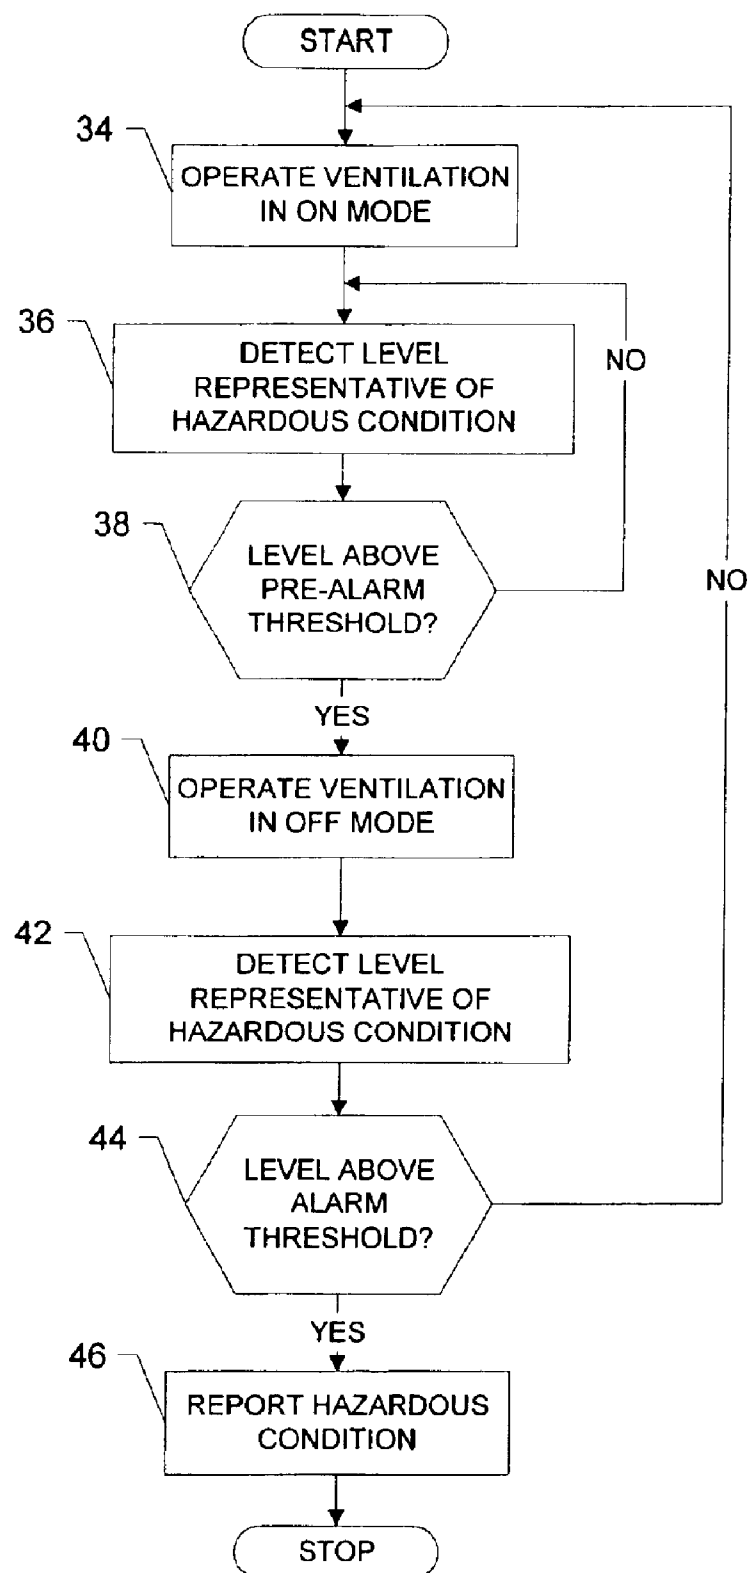 START
34
OPERATE VENTILATION
IN ON MODE
36
DETECT LEVEL
REPRESENTATIVE OF
HAZARDOUS CONDITION
NO
38
LEVEL ABOVE
PRE-ALARM
THRESHOLD?
NO
YES
40
OPERATE VENTILATION
IN OFF MODE
42
DETECT LEVEL
REPRESENTATIVE OF
HAZARDOUS CONDITION
44
LEVEL ABOVE
ALARM
THRESHOLD?
YES
46
REPORT HAZARDOUS
CONDITION
STOP